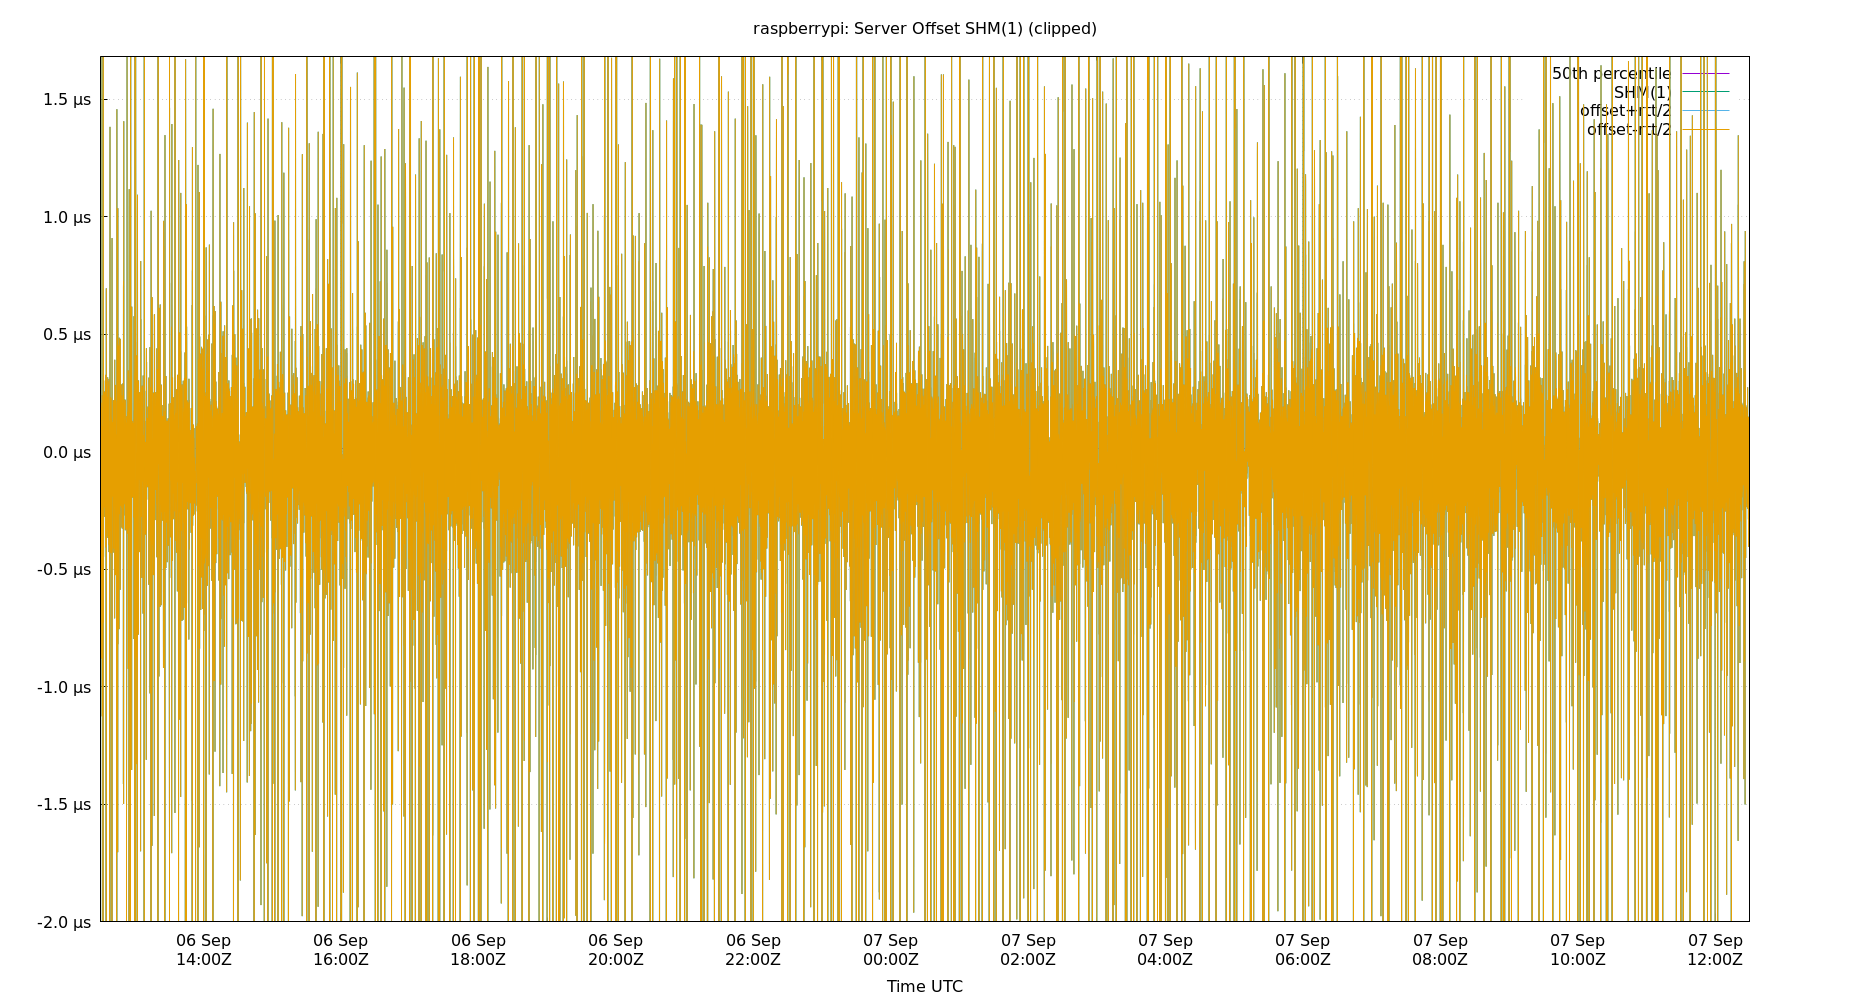 raspberrypi: Server Offset SHM(1) (clipped)
50th percentile
SHM(1)
offset+rtt/2
offset-rtt/2
1.5 μs
1.0 μs
0.5 μs
0.0 μs
-0.5 μs
-1.0 μs
-1.5 μs
-2.0 μs
06 Sep 06 Sep 06 Sep 06 Sep 06 Sep 07 Sep 07 Sep 07 Sep 07 Sep 07 Sep 07 Sep 07 Sep
14:00Z 16:00Z 18:00Z 20:00Z 22:00Z 00:00Z 02:00Z 04:00Z 06:00Z 08:00Z 10:00Z 12:00Z
Time UTC